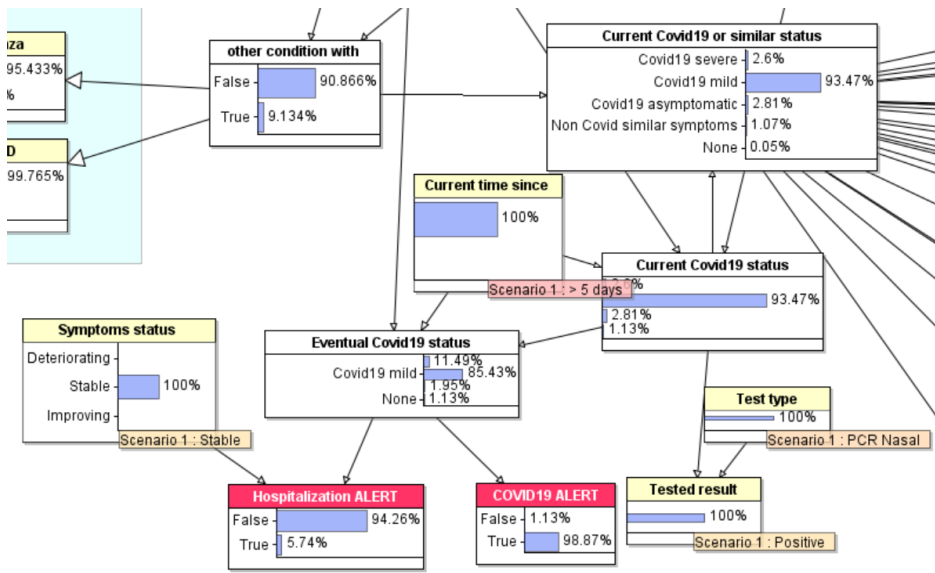 za
95.433%
%
D
99.765%
other condition with
False
90.866%
True
9.134%
Current Covid19 or similar status
Covid19 severe
2.6%
Covid19 mild
93.47%
Covid19 asymptomatic
2.81%
Non Covid similar symptoms
1.07%
None
0.05%
Current time since
100%
Scenario 1 : > 5 days
Current Covid19 status
93.47%
2.81%
1.13%
Symptoms status
Deteriorating
Stable
100%
Improving
Scenario 1 : Stable
Eventual Covid19 status
11.49%
Covid19 mild
85.43%
1.95%
None
1.13%
Test type
100%
Scenario 1 : PCR Nasal
Hospitalization ALERT
False
94.26%
True
5.74%
COVID19 ALERT
False
1.13%
True
98.87%
Tested result
100%
Scenario 1 : Positive